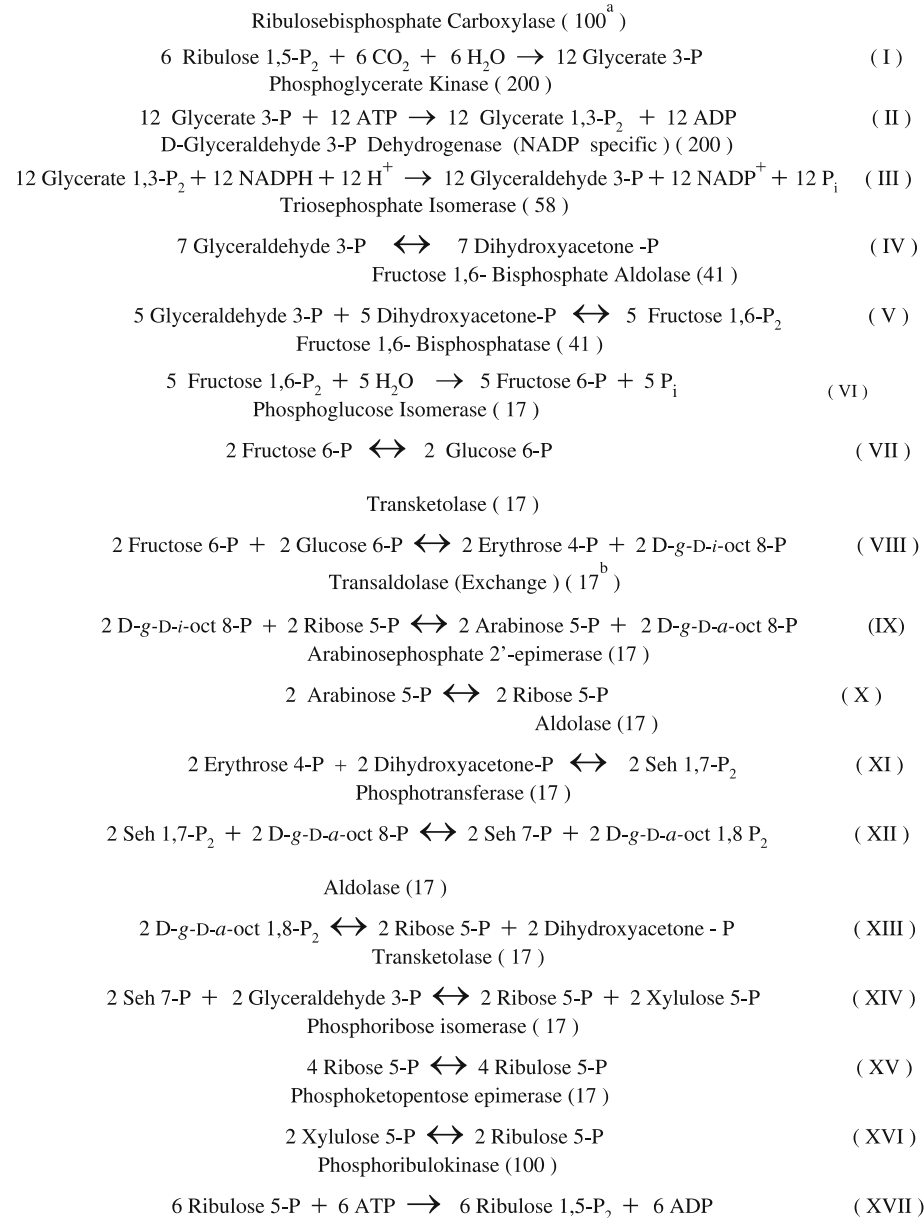 Ribulosebisphosphate Carboxylase ( 100ᵃ)
6 Ribulose 1,5-P₂ + 6 CO₂ + 6 H₂O → 12 Glycerate 3-P ( I )
Phosphoglycerate Kinase ( 200 )
12 Glycerate 3-P + 12 ATP → 12 Glycerate 1,3-P₂ + 12 ADP ( II )
D-Glyceraldehyde 3-P Dehydrogenase (NADP specific ) ( 200 )
12 Glycerate 1,3-P₂ + 12 NADPH + 12 H⁺ → 12 Glyceraldehyde 3-P + 12 NADP⁺ + 12 Pᵢ ( III )
Triosephosphate Isomerase ( 58 )
7 Glyceraldehyde 3-P ↔ 7 Dihydroxyacetone -P ( IV )
Fructose 1,6- Bisphosphate Aldolase (41 )
5 Glyceraldehyde 3-P + 5 Dihydroxyacetone-P ↔ 5 Fructose 1,6-P₂ ( V )
Fructose 1,6- Bisphosphatase ( 41 )
5 Fructose 1,6-P₂ + 5 H₂O → 5 Fructose 6-P + 5 Pᵢ ( VI )
Phosphoglucose Isomerase ( 17 )
2 Fructose 6-P ↔ 2 Glucose 6-P ( VII )
Transketolase ( 17 )
2 Fructose 6-P + 2 Glucose 6-P ↔ 2 Erythrose 4-P + 2 D-g-D-i-oct 8-P ( VIII )
Transaldolase (Exchange ) ( 17ᵇ)
2 D-g-D-i-oct 8-P + 2 Ribose 5-P ↔ 2 Arabinose 5-P + 2 D-g-D-a-oct 8-P (IX)
Arabinosephosphate 2'-epimerase (17 )
2 Arabinose 5-P ↔ 2 Ribose 5-P ( X )
Aldolase (17 )
2 Erythrose 4-P + 2 Dihydroxyacetone-P ↔ 2 Seh 1,7-P₂ ( XI )
Phosphotransferase (17 )
2 Seh 1,7-P₂ + 2 D-g-D-a-oct 8-P ↔ 2 Seh 7-P + 2 D-g-D-a-oct 1,8 P₂ ( XII )
Aldolase (17 )
2 D-g-D-a-oct 1,8-P₂ ↔ 2 Ribose 5-P + 2 Dihydroxyacetone - P ( XIII )
Transketolase ( 17 )
2 Seh 7-P + 2 Glyceraldehyde 3-P ↔ 2 Ribose 5-P + 2 Xylulose 5-P ( XIV )
Phosphoribose isomerase ( 17 )
4 Ribose 5-P ↔ 4 Ribulose 5-P ( XV )
Phosphoketopentose epimerase (17 )
2 Xylulose 5-P ↔ 2 Ribulose 5-P ( XVI )
Phosphoribulokinase (100 )
6 Ribulose 5-P + 6 ATP → 6 Ribulose 1,5-P₂ + 6 ADP ( XVII )